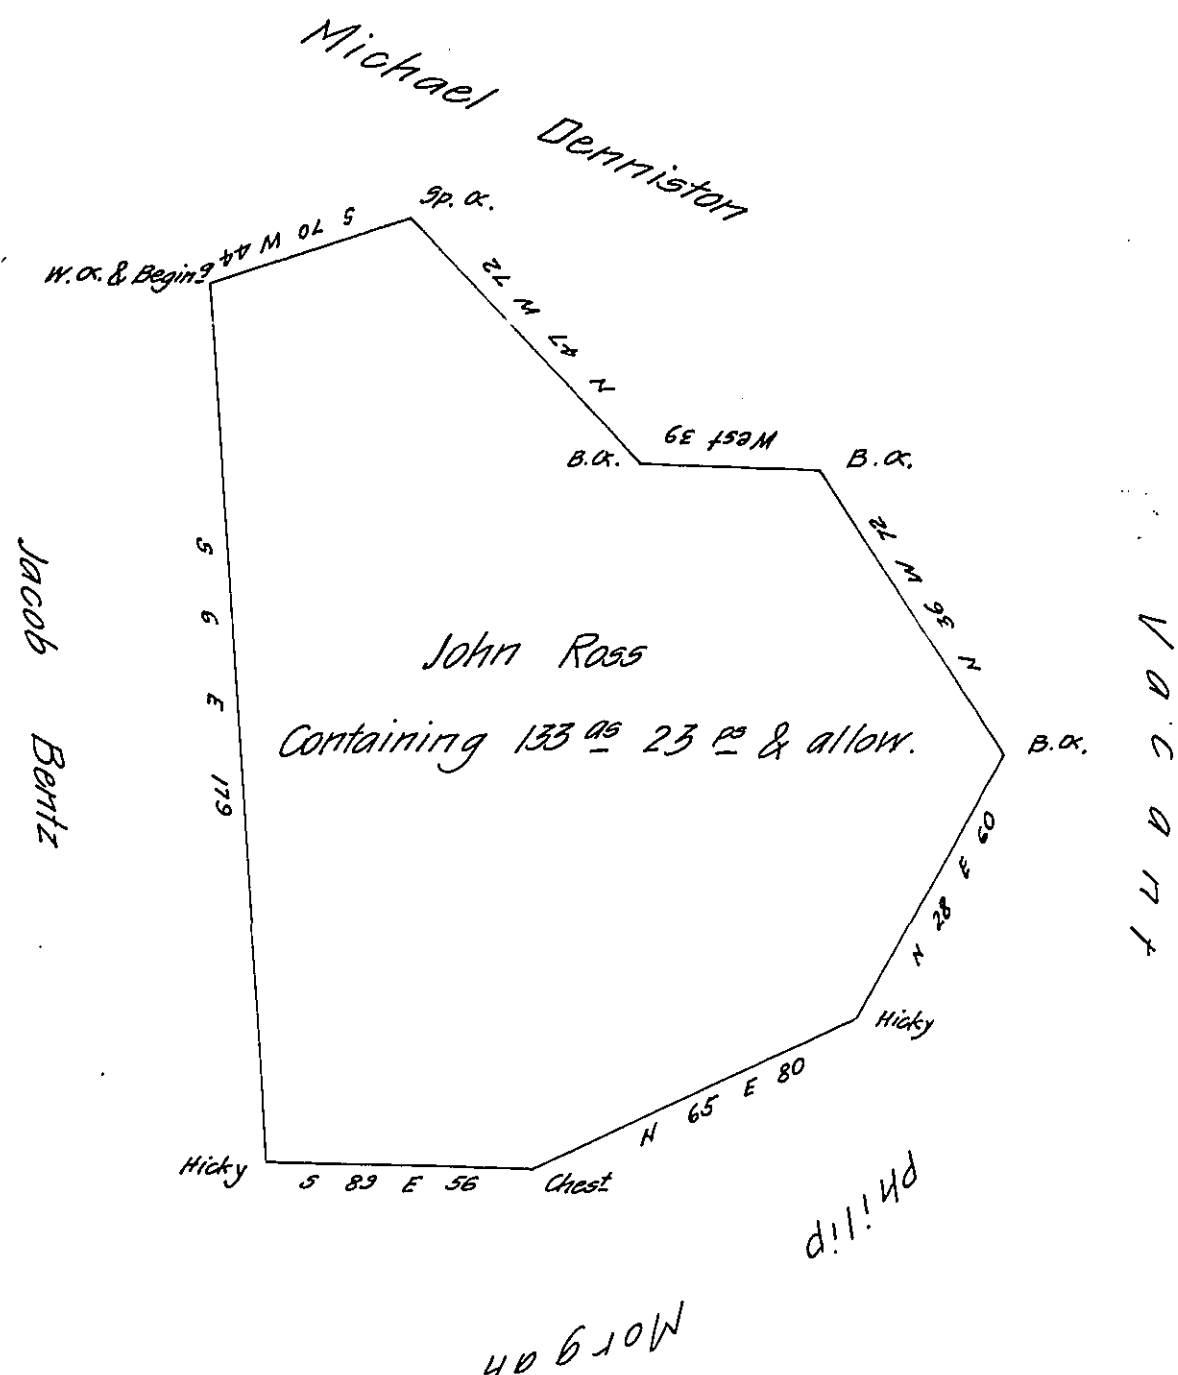 Michael Denniston
Sp. O.
S 70 W 44
W. O. & Begin.g
N 47 W 72
B. O.
West 39
B. O.
N 36 W 72
B. O.
Vacant
N 28 E 60
Hicky
N 65 E 80
Chest
S 89 E 56
Hicky
S 6 E 179
Jacob Bentz
John Ross
Containing 133 as 23 ps & allow.
Philip
Morgan